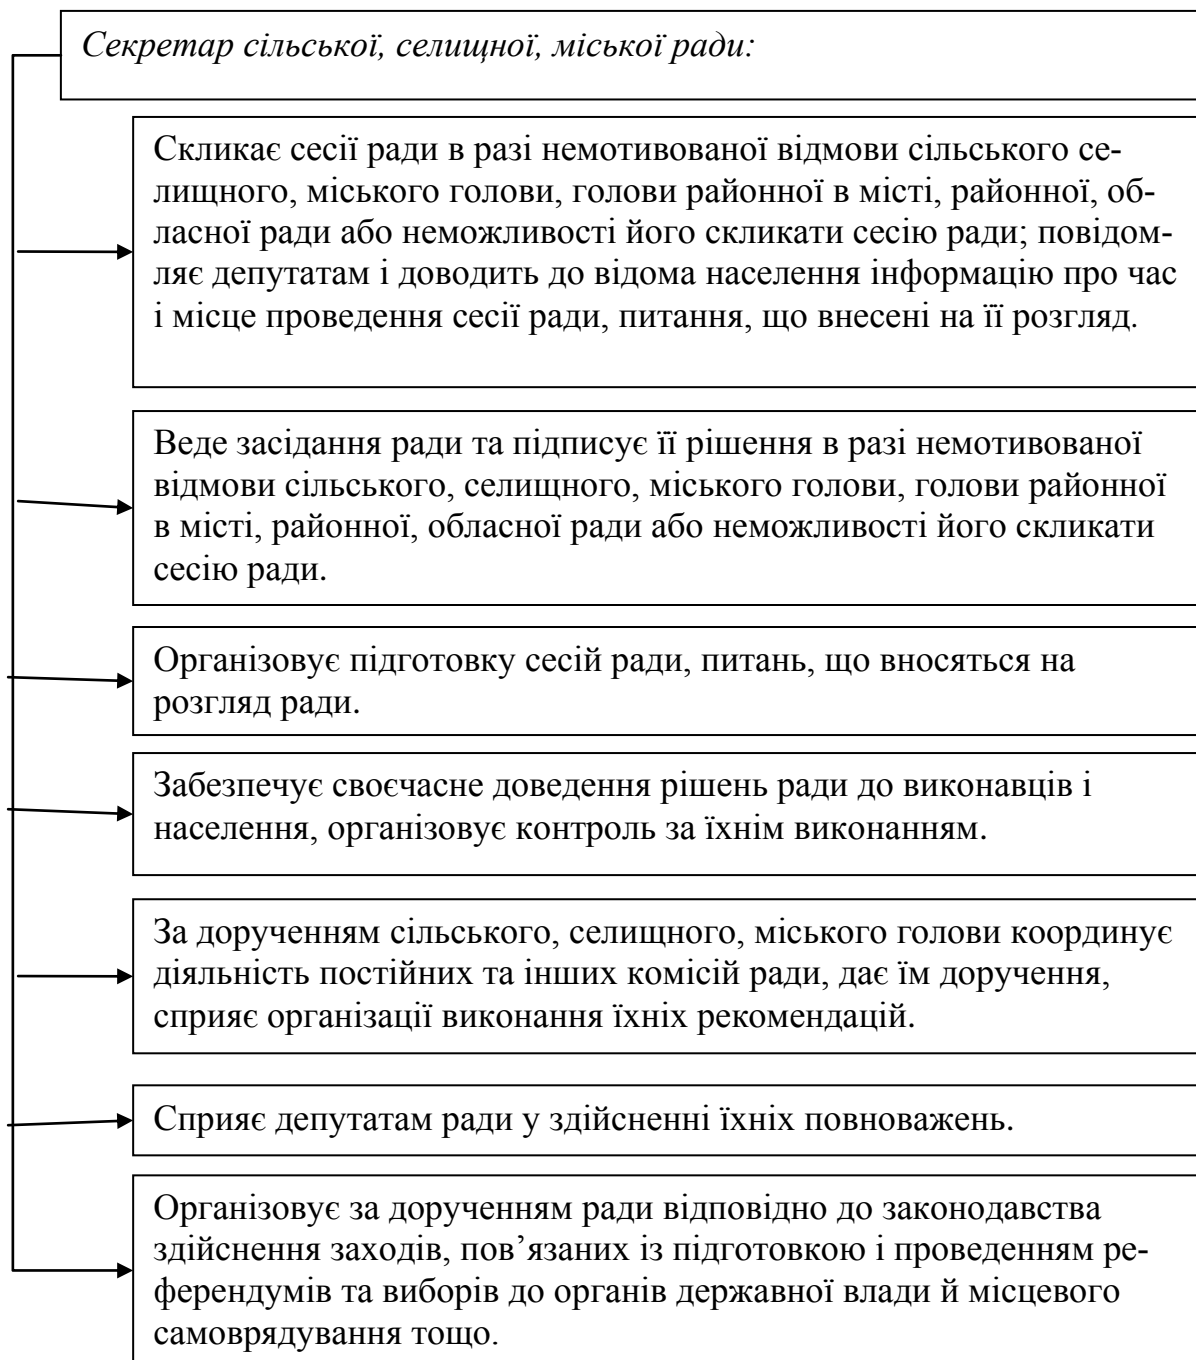 Секретар сільської, селищної, міської ради:
Скликає сесії ради в разі немотивованої відмови сільського се-
лищного, міського голови, голови районної в місті, районної, об-
ласної ради або неможливості його скликати сесію ради; повідом-
ляє депутатам і доводить до відома населення інформацію про час
і місце проведення сесії ради, питання, що внесені на її розгляд.
Веде засідання ради та підписує її рішення в разі немотивованої
відмови сільського, селищного, міського голови, голови районної
в місті, районної, обласної ради або неможливості його скликати
сесію ради.
Організовує підготовку сесій ради, питань, що вносяться на
розгляд ради.
Забезпечує своєчасне доведення рішень ради до виконавців і
населення, організовує контроль за їхнім виконанням.
За дорученням сільського, селищного, міського голови координує
діяльність постійних та інших комісій ради, дає їм доручення,
сприяє організації виконання їхніх рекомендацій.
Сприяє депутатам ради у здійсненні їхніх повноважень.
Організовує за дорученням ради відповідно до законодавства
здійснення заходів, пов’язаних із підготовкою і проведенням ре-
ферендумів та виборів до органів державної влади й місцевого
самоврядування тощо.